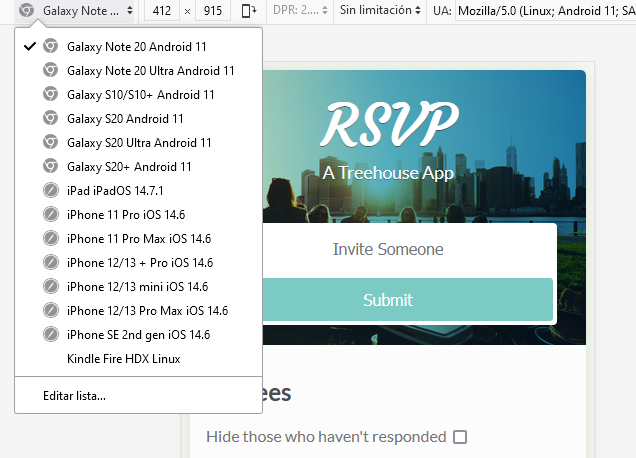 Galaxy Note ... 412 × 915 DPR: 2.... Sin limitación UA: Mozilla/5.0 (Linux; Android 11; SA
Galaxy Note 20 Android 11
Galaxy Note 20 Ultra Android 11
Galaxy S10/S10+ Android 11
Galaxy S20 Android 11
Galaxy S20 Ultra Android 11
Galaxy S20+ Android 11
iPad iPadOS 14.7.1
iPhone 11 Pro iOS 14.6
iPhone 11 Pro Max iOS 14.6
iPhone 12/13 + Pro iOS 14.6
iPhone 12/13 mini iOS 14.6
iPhone 12/13 Pro Max iOS 14.6
iPhone SE 2nd gen iOS 14.6
Kindle Fire HDX Linux
Editar lista...
RSVP
A Treehouse App
Invite Someone
Submit
ees
Hide those who haven't responded